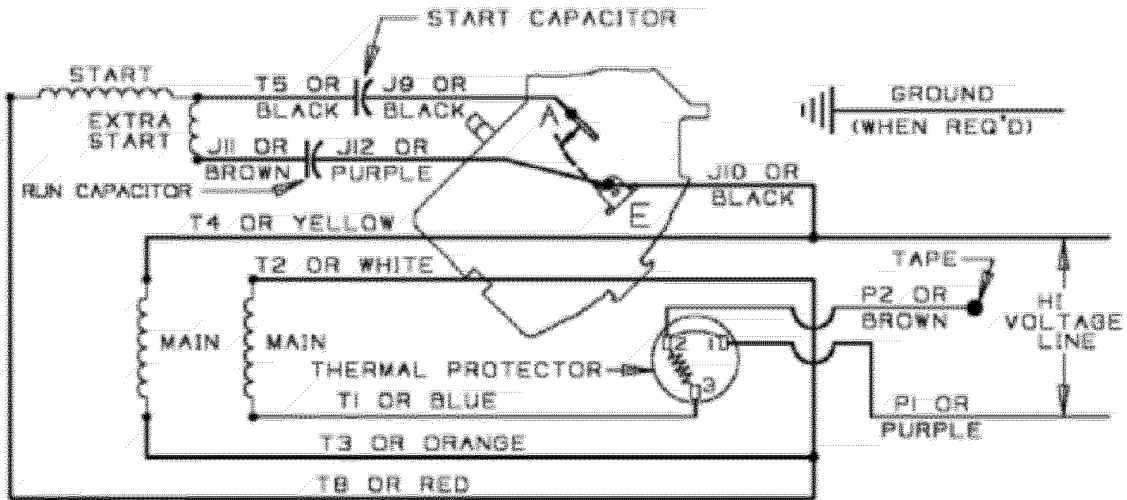 START CAPACITOR
START
T5 OR
BLACK
J9 OR
BLACK
A
GROUND
(WHEN REQ'D)
EXTRA
START
J11 OR
BROWN
J12 OR
PURPLE
RUN CAPACITOR
J10 OR
BLACK
E
T4 OR YELLOW
T2 OR WHITE
TAPE
P2 OR
BROWN
HI
VOLTAGE
LINE
MAIN
MAIN
2
1
3
THERMAL PROTECTOR
T1 OR BLUE
P1 OR
PURPLE
T3 OR ORANGE
T8 OR RED